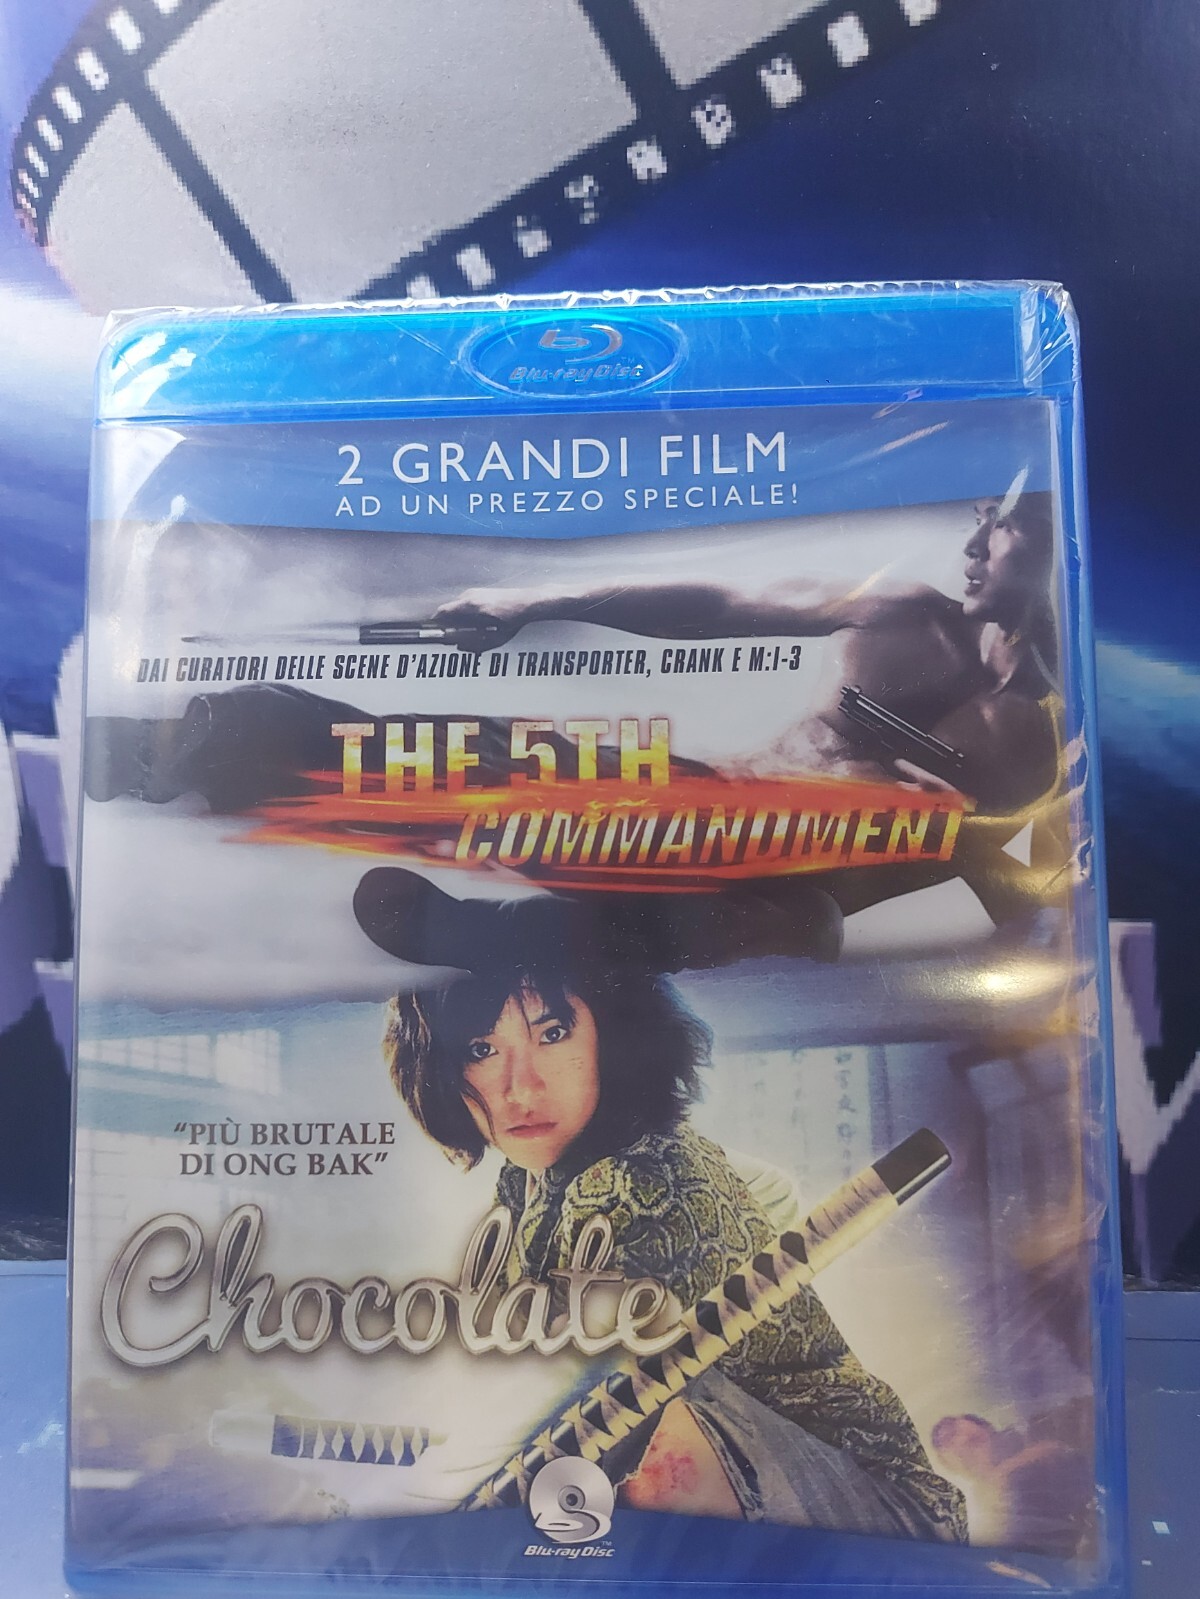 Blu-ray Disc
2 GRANDI FILM
AD UN PREZZO SPECIALE!
DAI CURATORI DELLE SCENE D'AZIONE DI TRANSPORTER, CRANK E M:I-3
THE 5TH
COMMANDMENT
"PIÙ BRUTALE
DI ONG BAK"
Chocolate
Blu-ray Disc